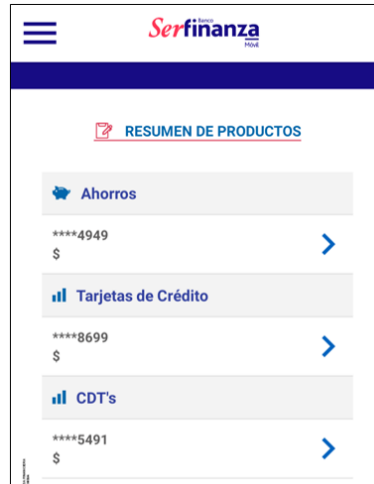 Banco
Serfinanza
Móvil
RESUMEN DE PRODUCTOS
Ahorros
****4949
$
Tarjetas de Crédito
****8699
$
CDT's
****5491
$